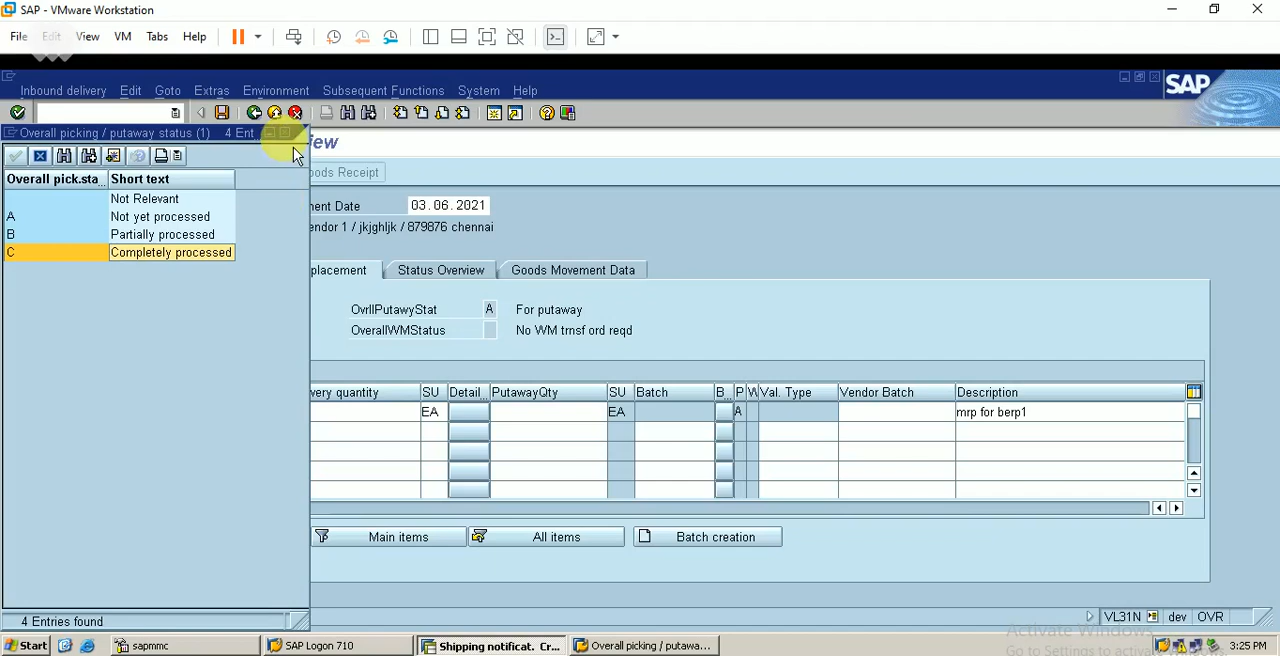 SAP - VMware Workstation
File Edit View VM Tabs Help
Inbound delivery Edit Goto Extras Environment Subsequent Functions System Help
SAP
Overall picking / putaway status (1) 4 Ent
iew
oods Receipt
Overall pick.sta... Short text
Not Relevant
A Not yet processed
B Partially processed
C Completely processed
ment Date 03.06.2021
endor 1 / jkjghljk / 879876 chennai
placement Status Overview Goods Movement Data
OvrllPutawyStat A For putaway
OverallWMStatus No WM trnsf ord reqd
very quantity SU Detail... PutawayQty SU Batch B... P W Val. Type Vendor Batch Description
EA EA A mrp for berp1
Main items All items Batch creation
4 Entries found
VL31N dev OVR
Activate Windows
Go to Settings to activate
Start sapmmc SAP Logon 710 Shipping notificat. Cr... Overall picking / putawa... 3:25 PM